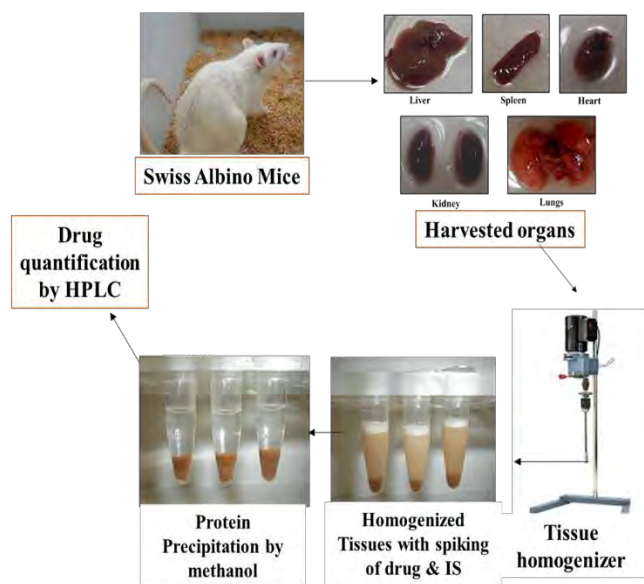 Liver
Spleen
Heart
Swiss Albino Mice
Kidney
Lungs
Harvested organs
Drug
quantification
by HPLC
Protein
Precipitation by
methanol
Homogenized
Tissues with spiking
of drug & IS
Tissue
homogenizer